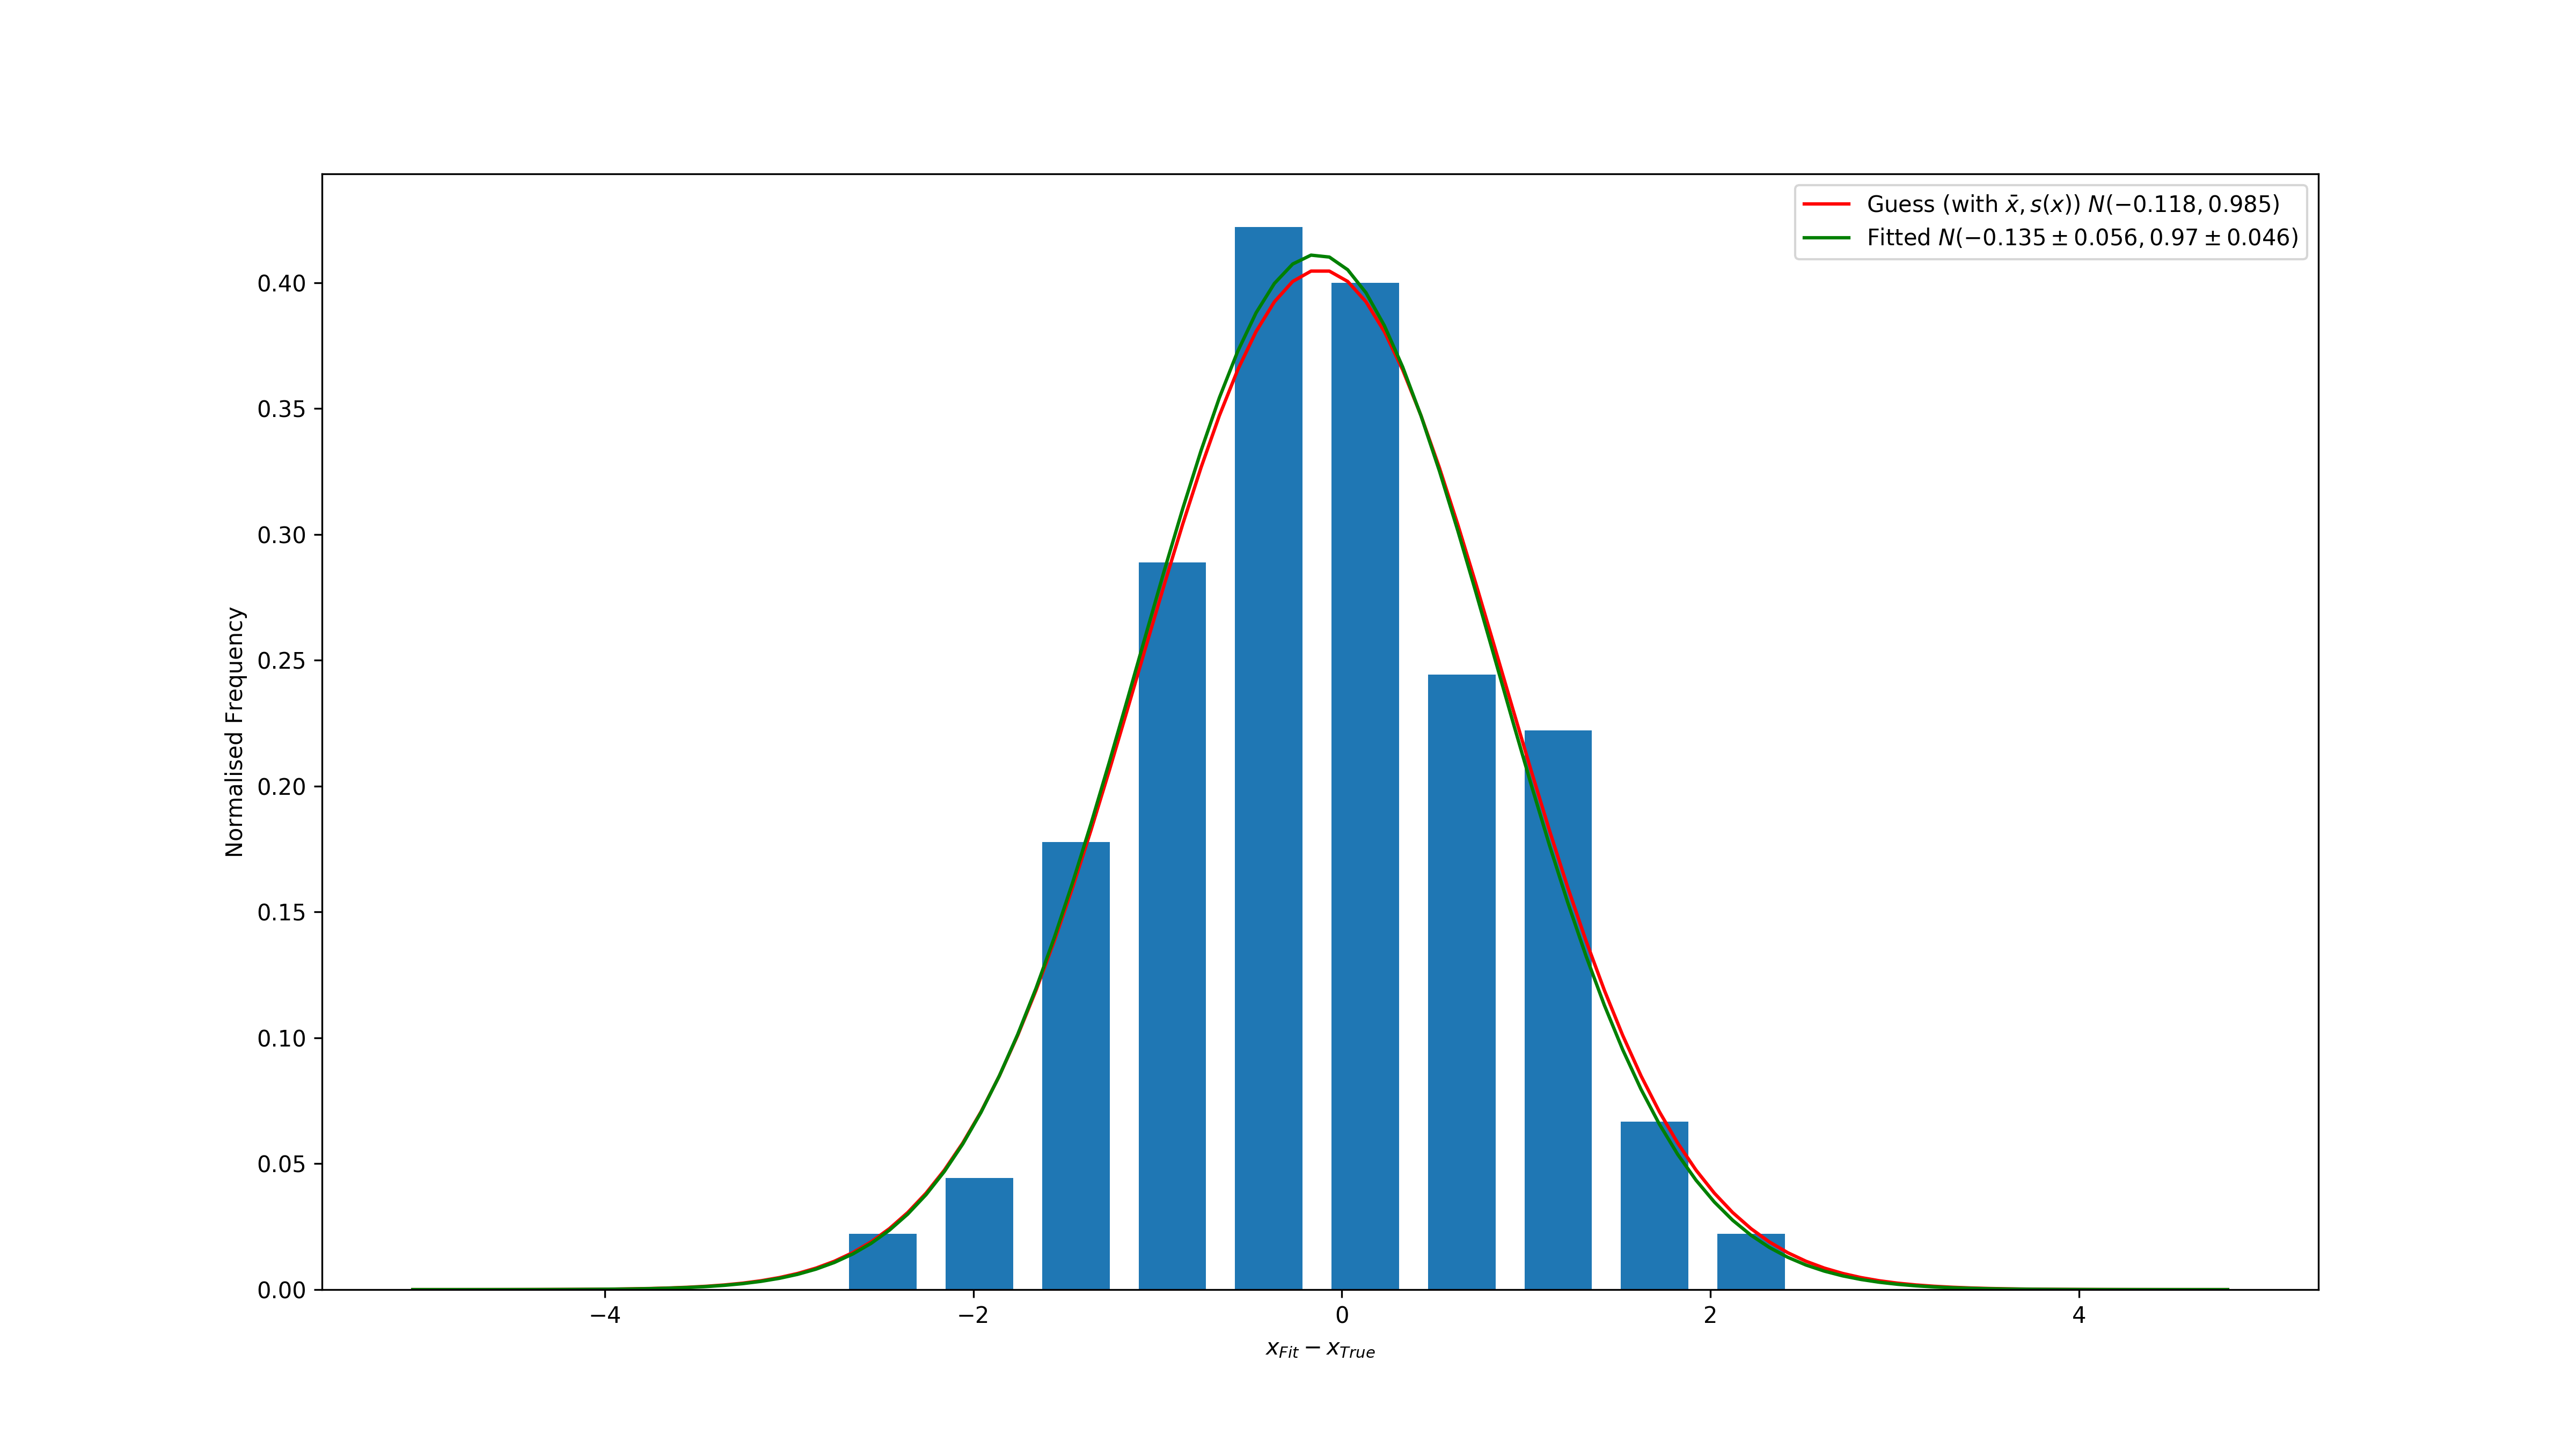 Guess (with x̄, s(x)) N(−0.118, 0.985)
Fitted N(−0.135 ± 0.056, 0.97 ± 0.046)
0.40
0.35
0.30
0.25
0.20
0.15
0.10
0.05
0.00
Normalised Frequency
−4 −2 0 2 4
x_Fit − x_True